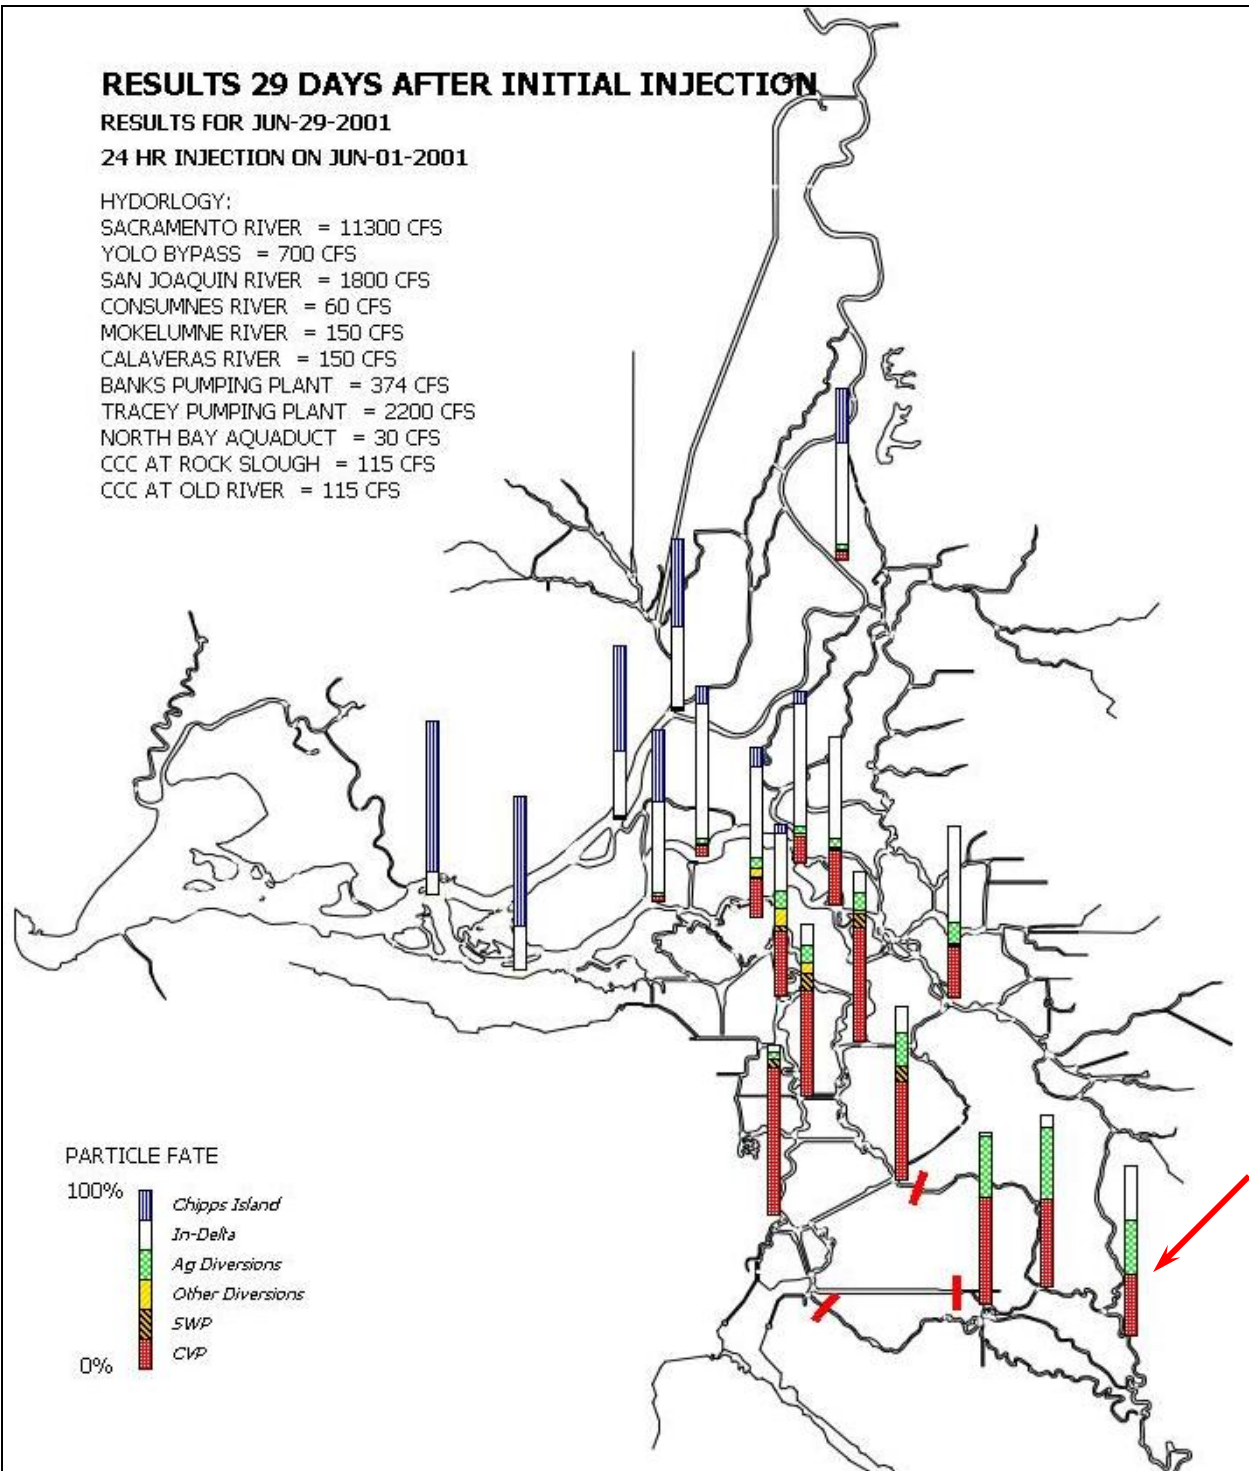 RESULTS 29 DAYS AFTER INITIAL INJECTION
RESULTS FOR JUN-29-2001
24 HR INJECTION ON JUN-01-2001
HYDORLOGY:
SACRAMENTO RIVER = 11300 CFS
YOLO BYPASS = 700 CFS
SAN JOAQUIN RIVER = 1800 CFS
CONSUMNES RIVER = 60 CFS
MOKELUMNE RIVER = 150 CFS
CALAVERAS RIVER = 150 CFS
BANKS PUMPING PLANT = 374 CFS
TRACEY PUMPING PLANT = 2200 CFS
NORTH BAY AQUADUCT = 30 CFS
CCC AT ROCK SLOUGH = 115 CFS
CCC AT OLD RIVER = 115 CFS
PARTICLE FATE
100%
Chipps Island
In-Delta
Ag Diversions
Other Diversions
SWP
CVP
0%